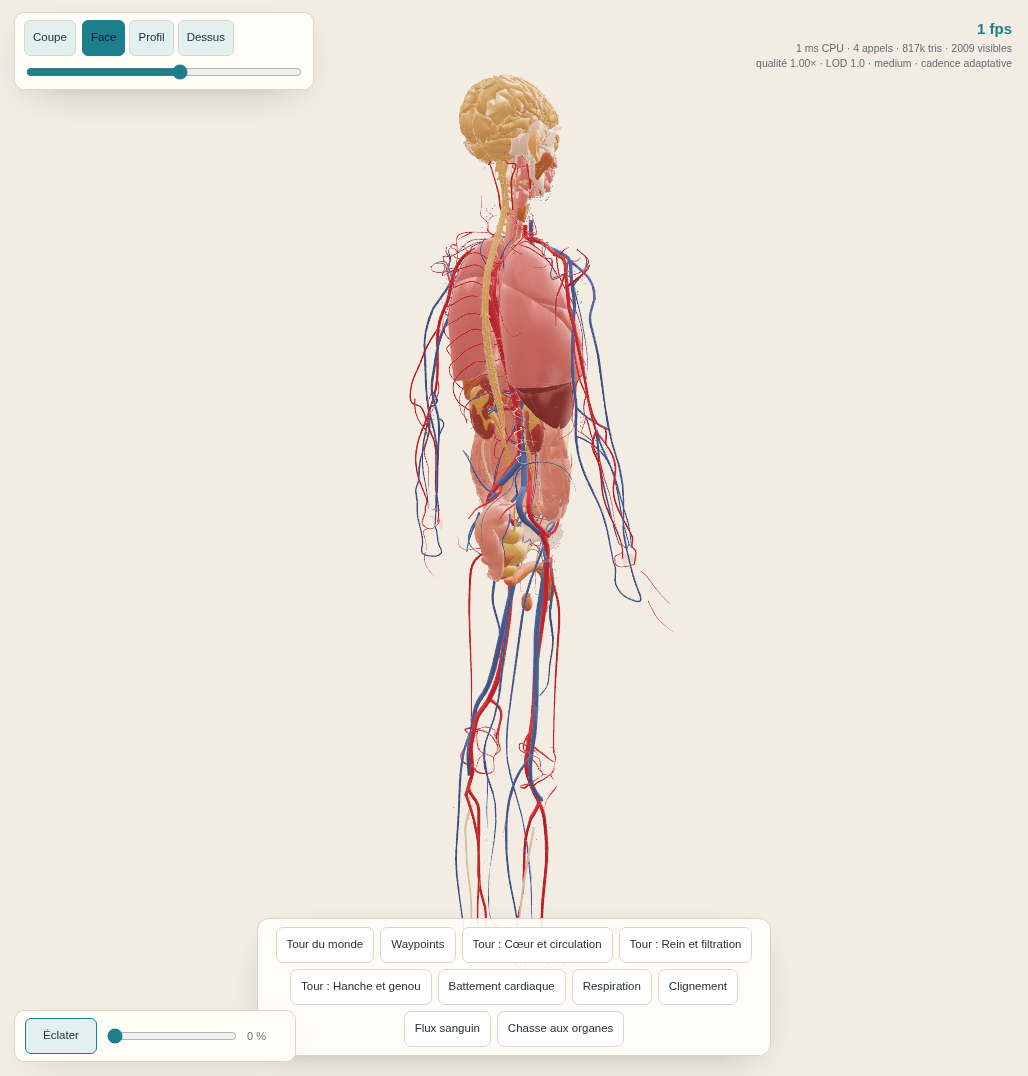 Coupe Face Profil Dessus
1 fps
1 ms CPU · 4 appels · 817k tris · 2009 visibles
qualité 1.00× · LOD 1.0 · medium · cadence adaptative
Tour du monde Waypoints Tour : Cœur et circulation Tour : Rein et filtration
Tour : Hanche et genou Battement cardiaque Respiration Clignement
Flux sanguin Chasse aux organes
Éclater 0 %